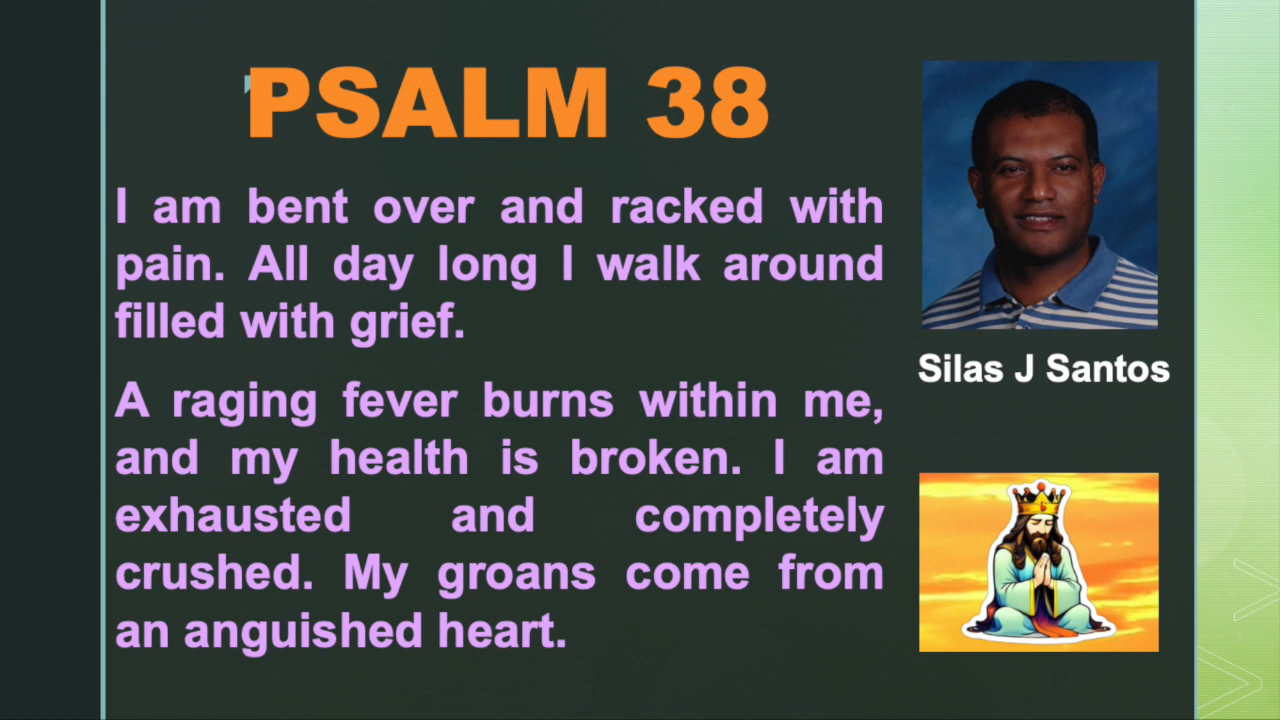 PSALM 38
I am bent over and racked with
pain. All day long I walk around
filled with grief.
A raging fever burns within me,
and my health is broken. I am
exhausted and completely
crushed. My groans come from
an anguished heart.
Silas J Santos